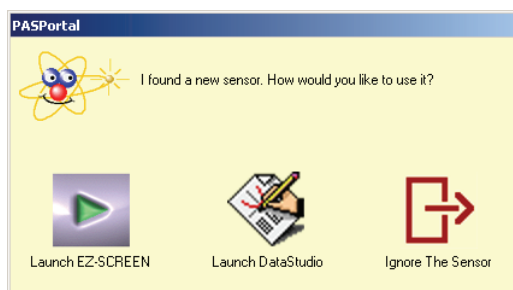 PASPortal
I found a new sensor. How would you like to use it?
Launch EZ-SCREEN
Launch DataStudio
Ignore The Sensor